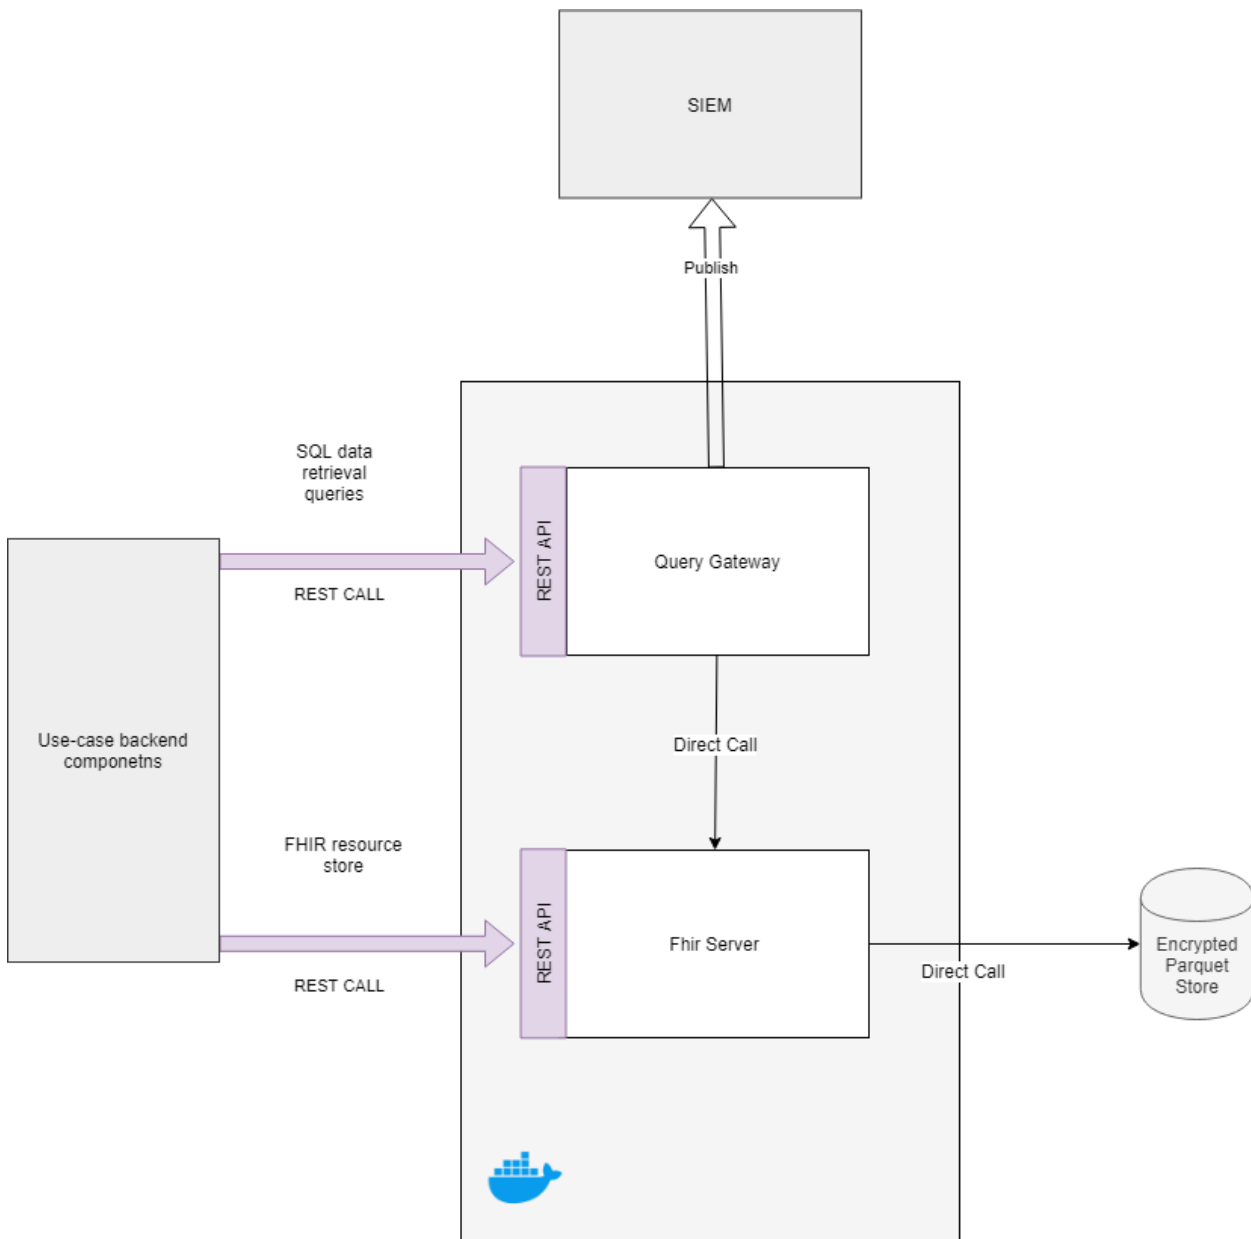 SIEM
Publish
SQL data
retrieval
queries
REST API
Query Gateway
REST CALL
Use-case backend
componetns
Direct Call
FHIR resource
store
REST API
Fhir Server
REST CALL
Direct Call
Encrypted
Parquet
Store